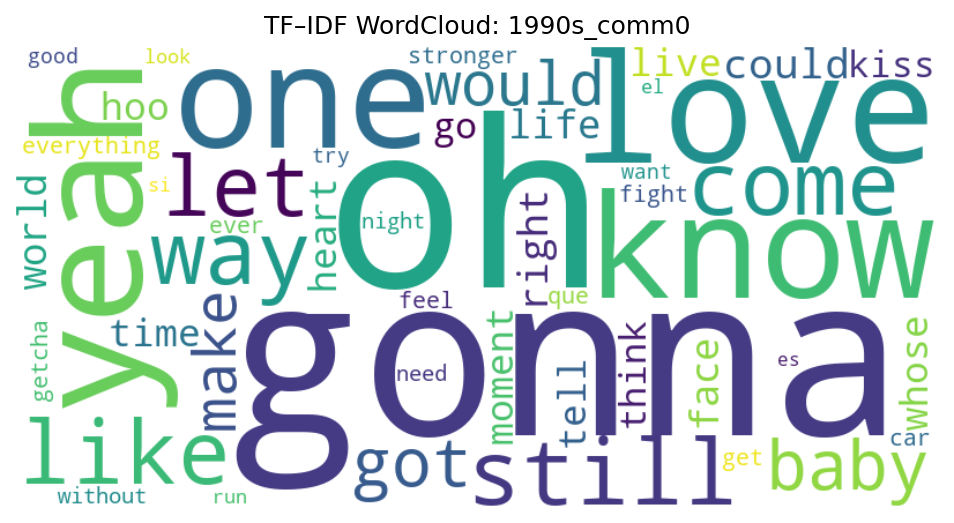 TF–IDF WordCloud: 1990s_comm0
good look stronger live could kiss
yeah hoo one would love el
everything go life
try want
si let oh fight come
world ever night right know
way heart
feel que
make gonna
time moment
getcha need tell think face es whose
like got still car
get baby
without run